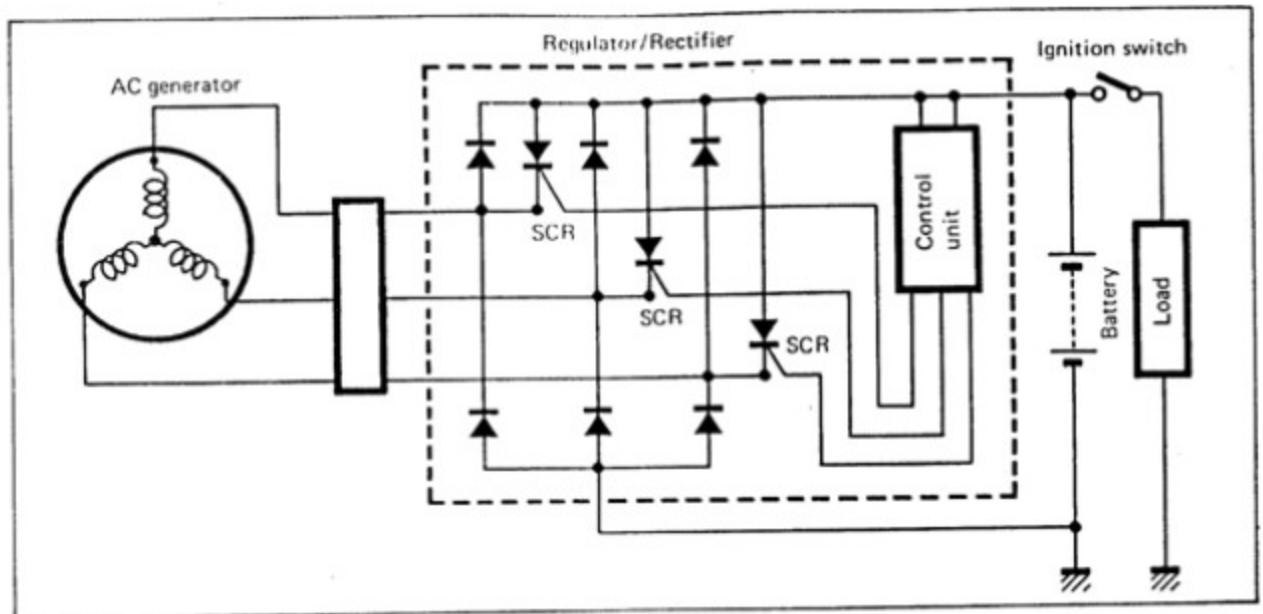 Regulator/Rectifier
Ignition switch
AC generator
SCR
SCR
SCR
Control
unit
Battery
Load